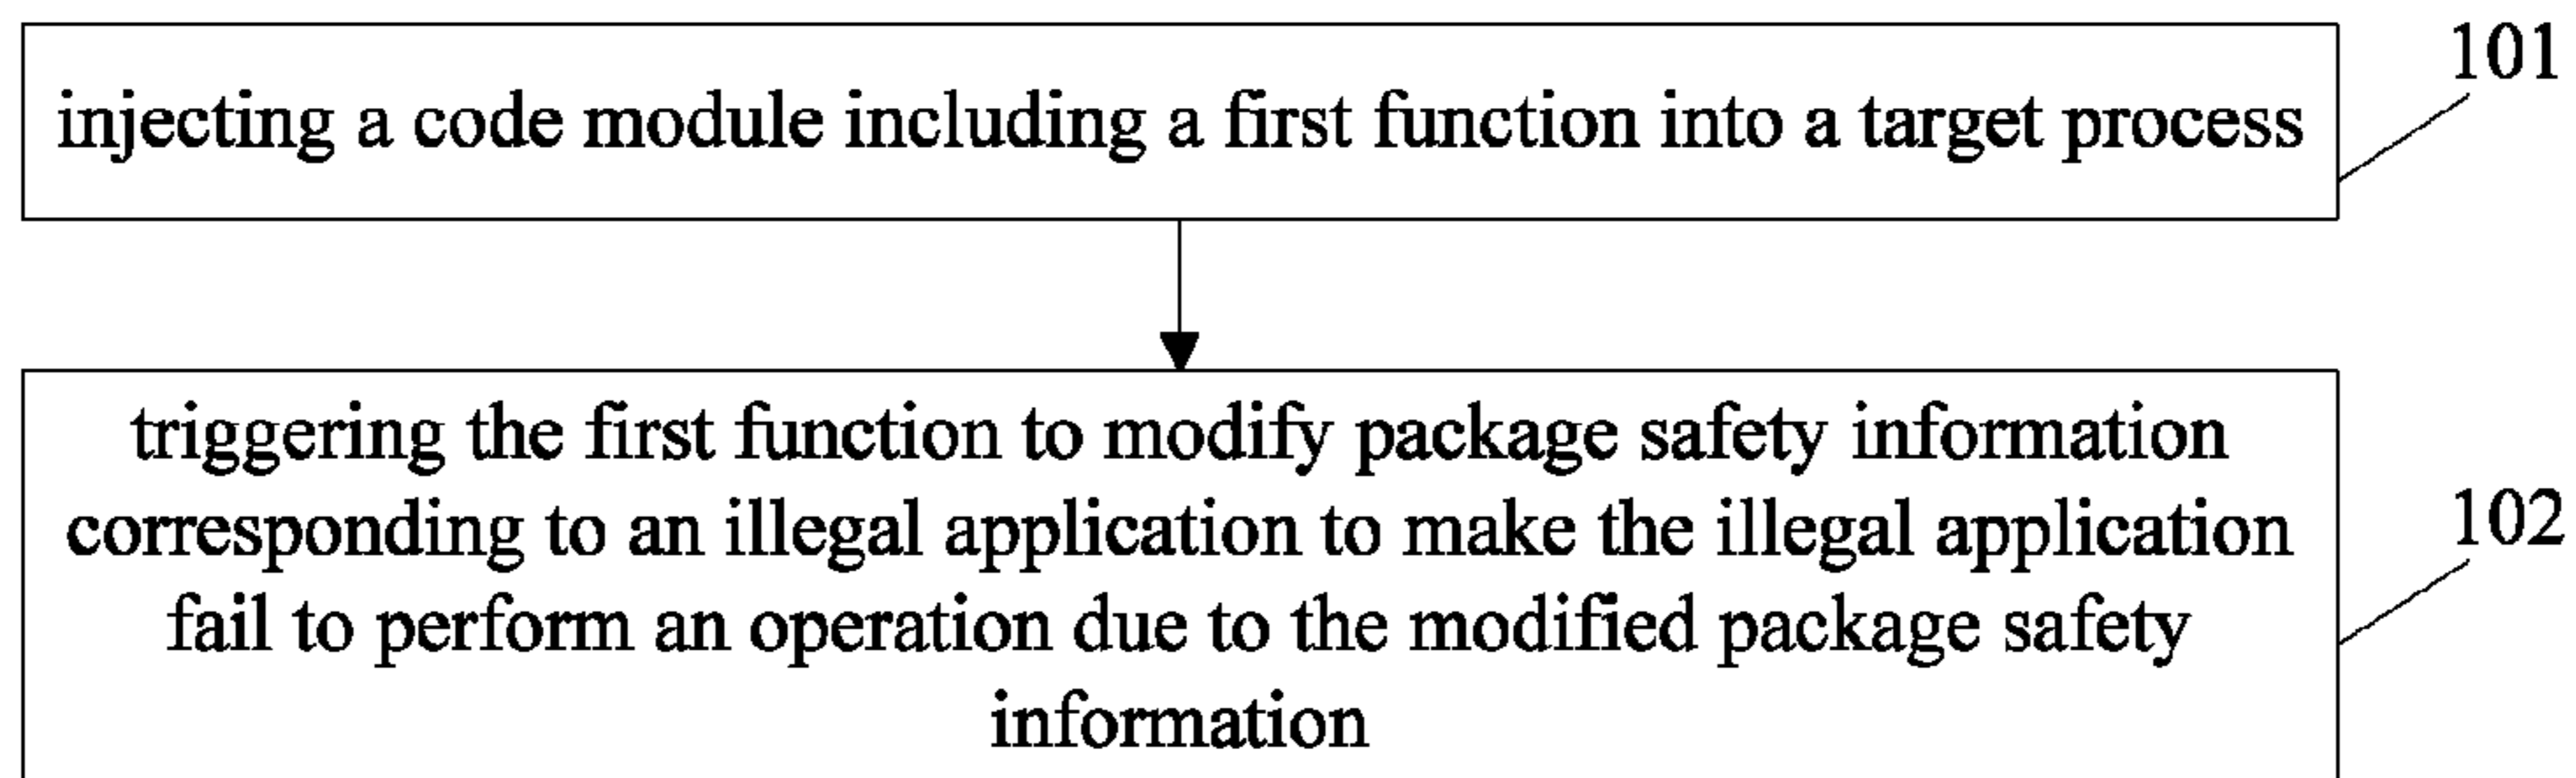 101
injecting a code module including a first function into a target process
triggering the first function to modify package safety information
corresponding to an illegal application to make the illegal application
102
fail to perform an operation due to the modified package safety
information